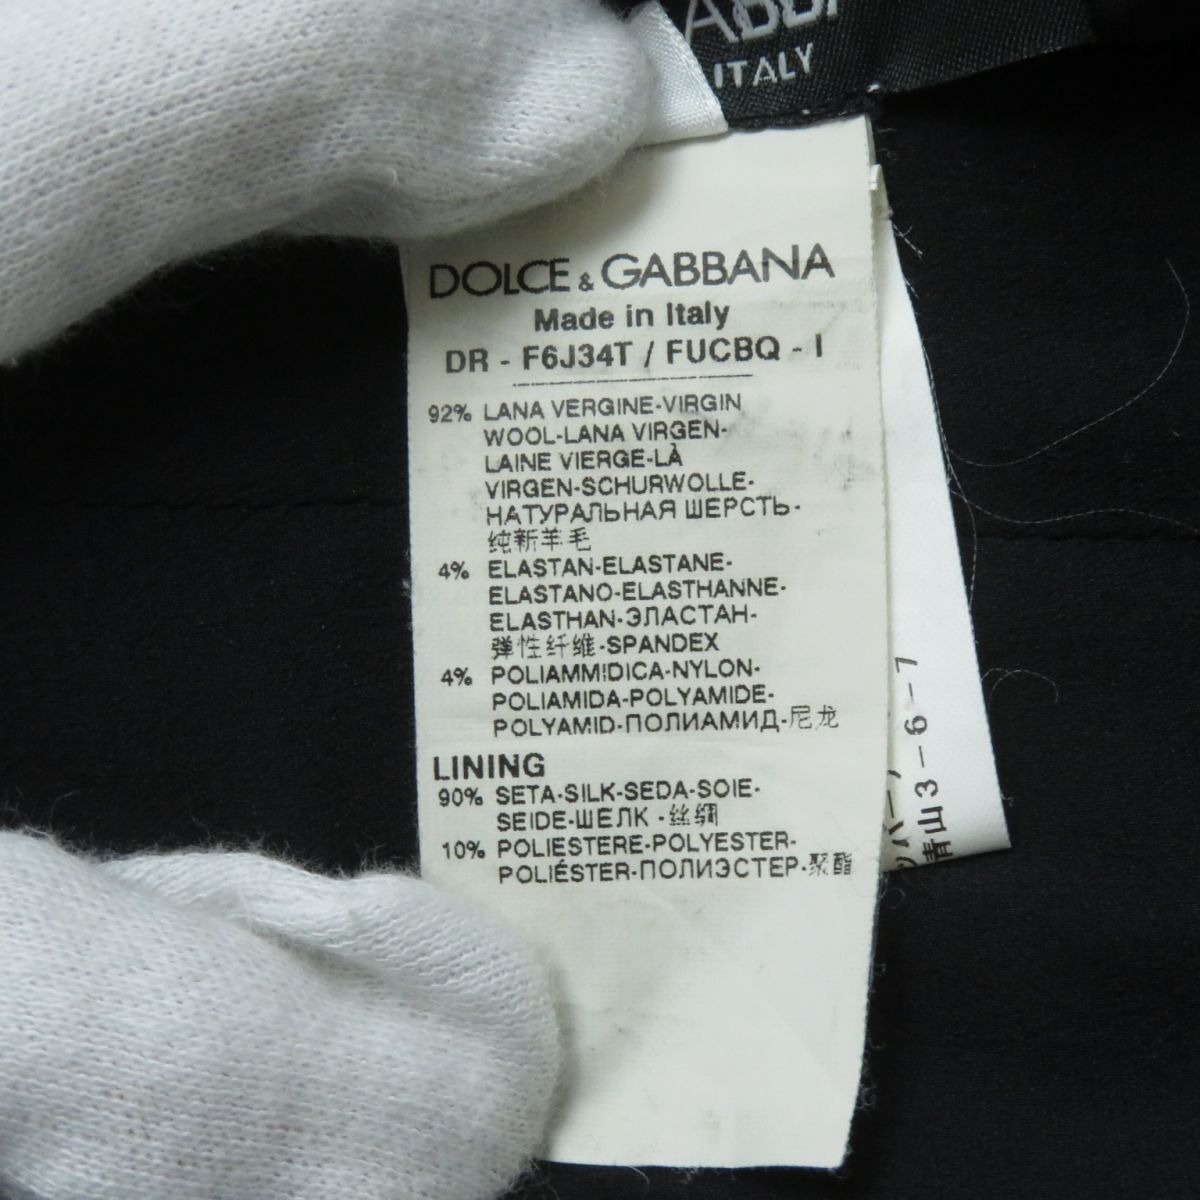 ITALY
DOLCE & GABBANA
Made in Italy
DR - F6J34T / FUCBQ - I
92% LANA VERGINE-VIRGIN
WOOL-LANA VIRGEN-
LAINE VIERGE-LÀ
VIRGEN-SCHURWOLLE-
НАТУРАЛЬНАЯ ШЕРСТЬ-
纯新羊毛
4% ELASTAN-ELASTANE-
ELASTANO-ELASTHANNE-
ELASTHAN-ЭЛАСТАН-
弹性纤维-SPANDEX
4% POLIAMMIDICA-NYLON-
POLIAMIDA-POLYAMIDE-
POLYAMID-ПОЛИАМИД-尼龙
LINING
90% SETA-SILK-SEDA-SOIE-
SEIDE-ШЕЛК-丝绸
10% POLIESTERE-POLYESTER-
POLIÉSTER-ПОЛИЭСТЕР-聚酯
青山3-6-7